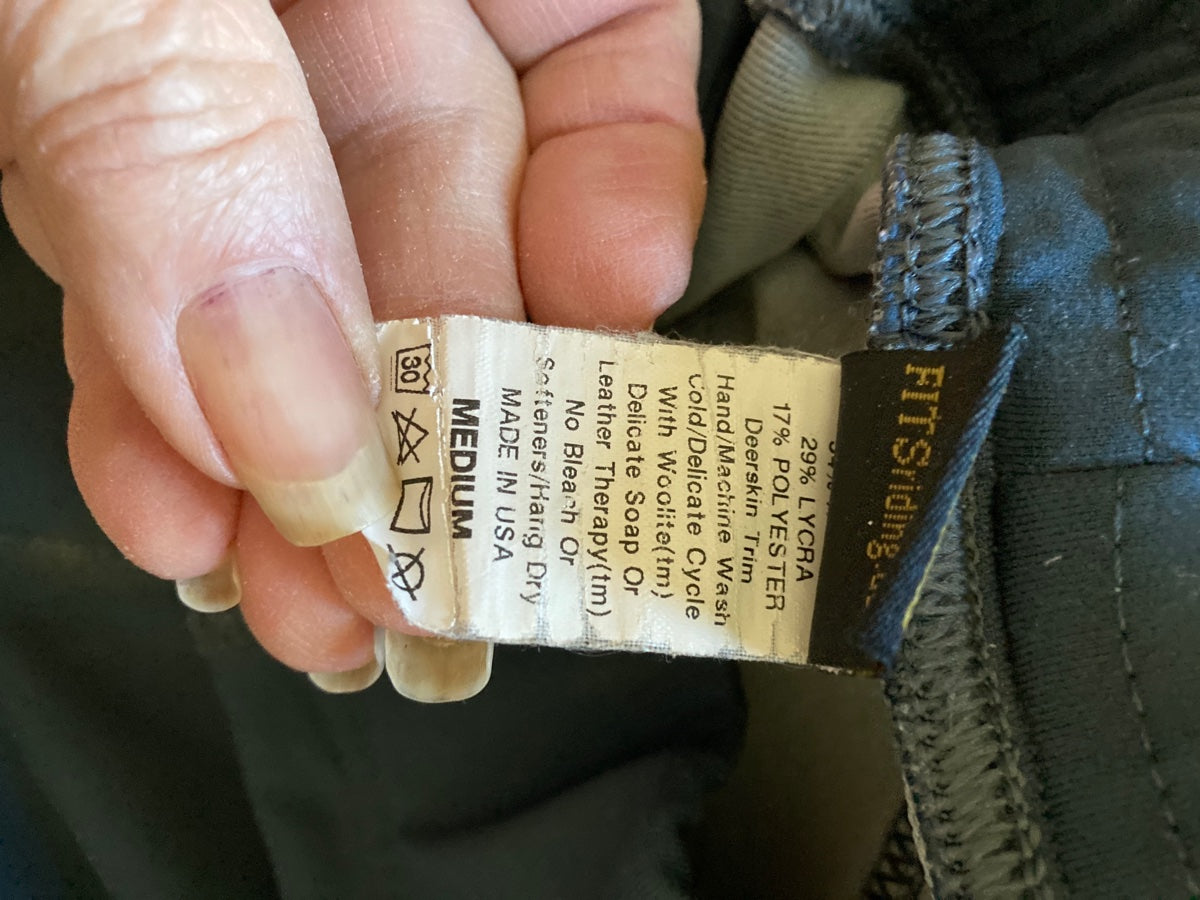 FITTSriding.
29% LYCRA
17% POLYESTER
Deerskin Trim
Hand/Machine Wash
Cold/Delicate Cycle
With Woolite(tm)
Delicate Soap Or
Leather Therapy(tm)
No Bleach Or
Softeners/Hang Dry
MADE IN USA
MEDIUM
30